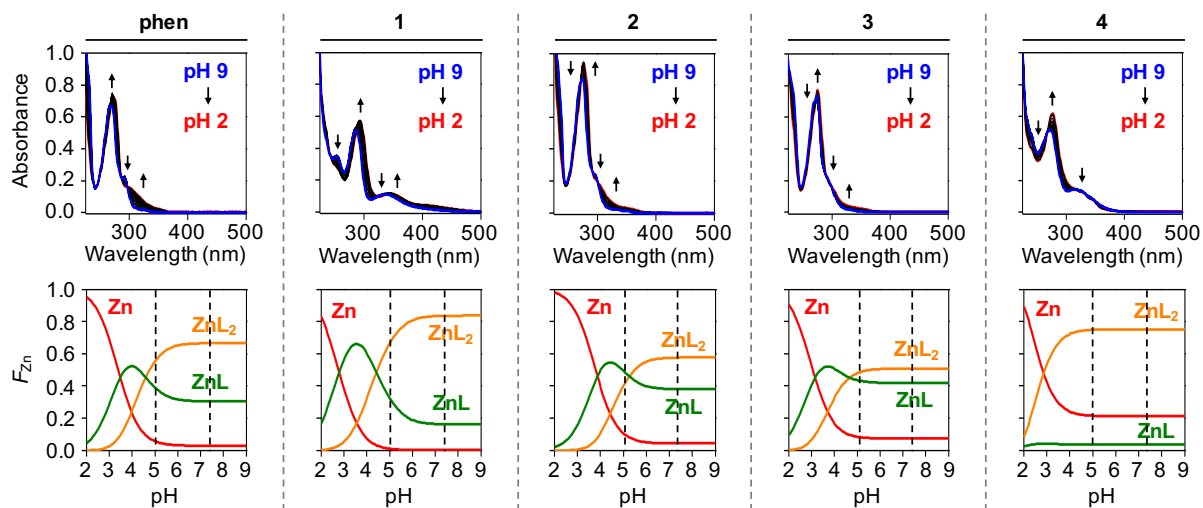 phen
1
2
3
4
1.0
0.8
0.6
0.4
0.2
0.0
Absorbance
pH 9
pH 2
pH 9
pH 2
pH 9
pH 2
pH 9
pH 2
pH 9
pH 2
300 400 500
300 400 500
300 400 500
300 400 500
300 400 500
Wavelength (nm)
Wavelength (nm)
Wavelength (nm)
Wavelength (nm)
Wavelength (nm)
1.0
0.8
0.6
0.4
0.2
0.0
FZn
Zn
ZnL2
ZnL
Zn
ZnL2
ZnL
Zn
ZnL2
ZnL
Zn
ZnL2
ZnL
Zn
ZnL2
ZnL
2 3 4 5 6 7 8 9
2 3 4 5 6 7 8 9
2 3 4 5 6 7 8 9
2 3 4 5 6 7 8 9
2 3 4 5 6 7 8 9
pH
pH
pH
pH
pH